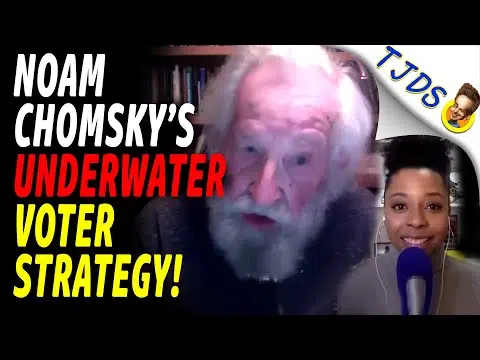 NOAM
CHOMSKY'S
UNDERWATER
VOTER
STRATEGY!
TJDS